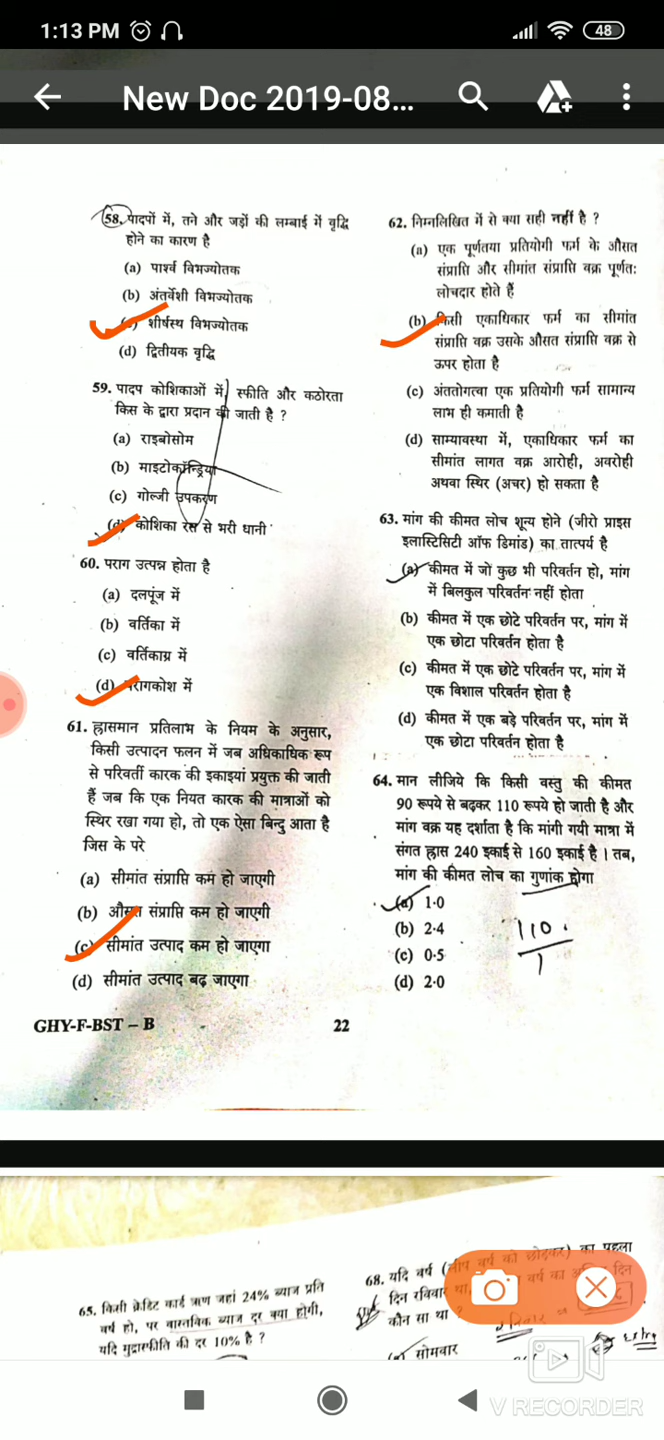 1:13 PM
48
New Doc 2019-08...
58. पादपों में, तने और जड़ों की लम्बाई में वृद्धि
होने का कारण है
(a) पार्श्व विभज्योतक
(b) अंतर्वेशी विभज्योतक
शीर्षस्थ विभज्योतक
(d) द्वितीयक वृद्धि
59. पादप कोशिकाओं में, स्फीति और कठोरता
किस के द्वारा प्रदान की जाती है ?
(a) राइबोसोम
(b) माइटोकॉन्ड्रिया
(c) गोल्जी उपकरण
(d) कोशिका रस से भरी धानी
60. पराग उत्पन्न होता है
(a) दलपूंज में
(b) वर्तिका में
(c) वर्तिकाग्र में
(d) परागकोश में
61. ह्रासमान प्रतिलाभ के नियम के अनुसार,
किसी उत्पादन फलन में जब अधिकाधिक रूप
से परिवर्ती कारक की इकाइयां प्रयुक्त की जाती
हैं जब कि एक नियत कारक की मात्राओं को
स्थिर रखा गया हो, तो एक ऐसा बिन्दु आता है
जिस के परे
(a) सीमांत संप्राप्ति कम हो जाएगी
(b) औसत संप्राप्ति कम हो जाएगी
(c) सीमांत उत्पाद कम हो जाएगा
(d) सीमांत उत्पाद बढ़ जाएगा
62. निम्नलिखित में से क्या सही नहीं है ?
(a) एक पूर्णतया प्रतियोगी फर्म के औसत
संप्राप्ति और सीमांत संप्राप्ति वक्र पूर्णतः
लोचदार होते हैं
(b) किसी एकाधिकार फर्म का सीमांत
संप्राप्ति वक्र उसके औसत संप्राप्ति वक्र से
ऊपर होता है
(c) अंततोगत्वा एक प्रतियोगी फर्म सामान्य
लाभ ही कमाती है
(d) साम्यावस्था में, एकाधिकार फर्म का
सीमांत लागत वक्र आरोही, अवरोही
अथवा स्थिर (अचर) हो सकता है
63. मांग की कीमत लोच शून्य होने (जीरो प्राइस
इलास्टिसिटी ऑफ डिमांड) का तात्पर्य है
(a) कीमत में जो कुछ भी परिवर्तन हो, मांग
में बिलकुल परिवर्तन नहीं होता
(b) कीमत में एक छोटे परिवर्तन पर, मांग में
एक छोटा परिवर्तन होता है
(c) कीमत में एक छोटे परिवर्तन पर, मांग में
एक विशाल परिवर्तन होता है
(d) कीमत में एक बड़े परिवर्तन पर, मांग में
एक छोटा परिवर्तन होता है
64. मान लीजिये कि किसी वस्तु की कीमत
90 रूपये से बढ़कर 110 रूपये हो जाती है और
मांग वक्र यह दर्शाता है कि मांगी गयी मात्रा में
संगत ह्रास 240 इकाई से 160 इकाई है । तब,
मांग की कीमत लोच का गुणांक होगा
(a) 1·0
(b) 2·4
(c) 0·5
(d) 2·0
110
1
GHY-F-BST – B
22
65. किसी क्रेडिट कार्ड ऋण जहां 24% ब्याज प्रति
वर्ष हो, पर वास्तविक ब्याज दर क्या होगी,
यदि मुद्रास्फीति की दर 10% है ?
68. यदि वर्ष (लीप वर्ष को छोड़कर) का पहला
दिन रविवार था, वर्ष का दिन
कौन सा था ?
(a) सोमवार
V RECORDER